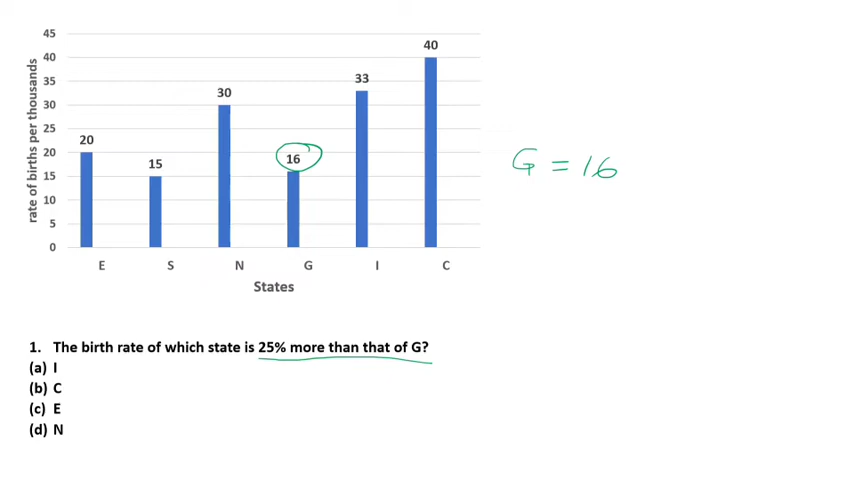 45
40
40
35
33
30
30
25
20
20
16
15
15
10
5
0
rate of births per thousands
E S N G I C
States
G = 16
1. The birth rate of which state is 25% more than that of G?
(a) I
(b) C
(c) E
(d) N